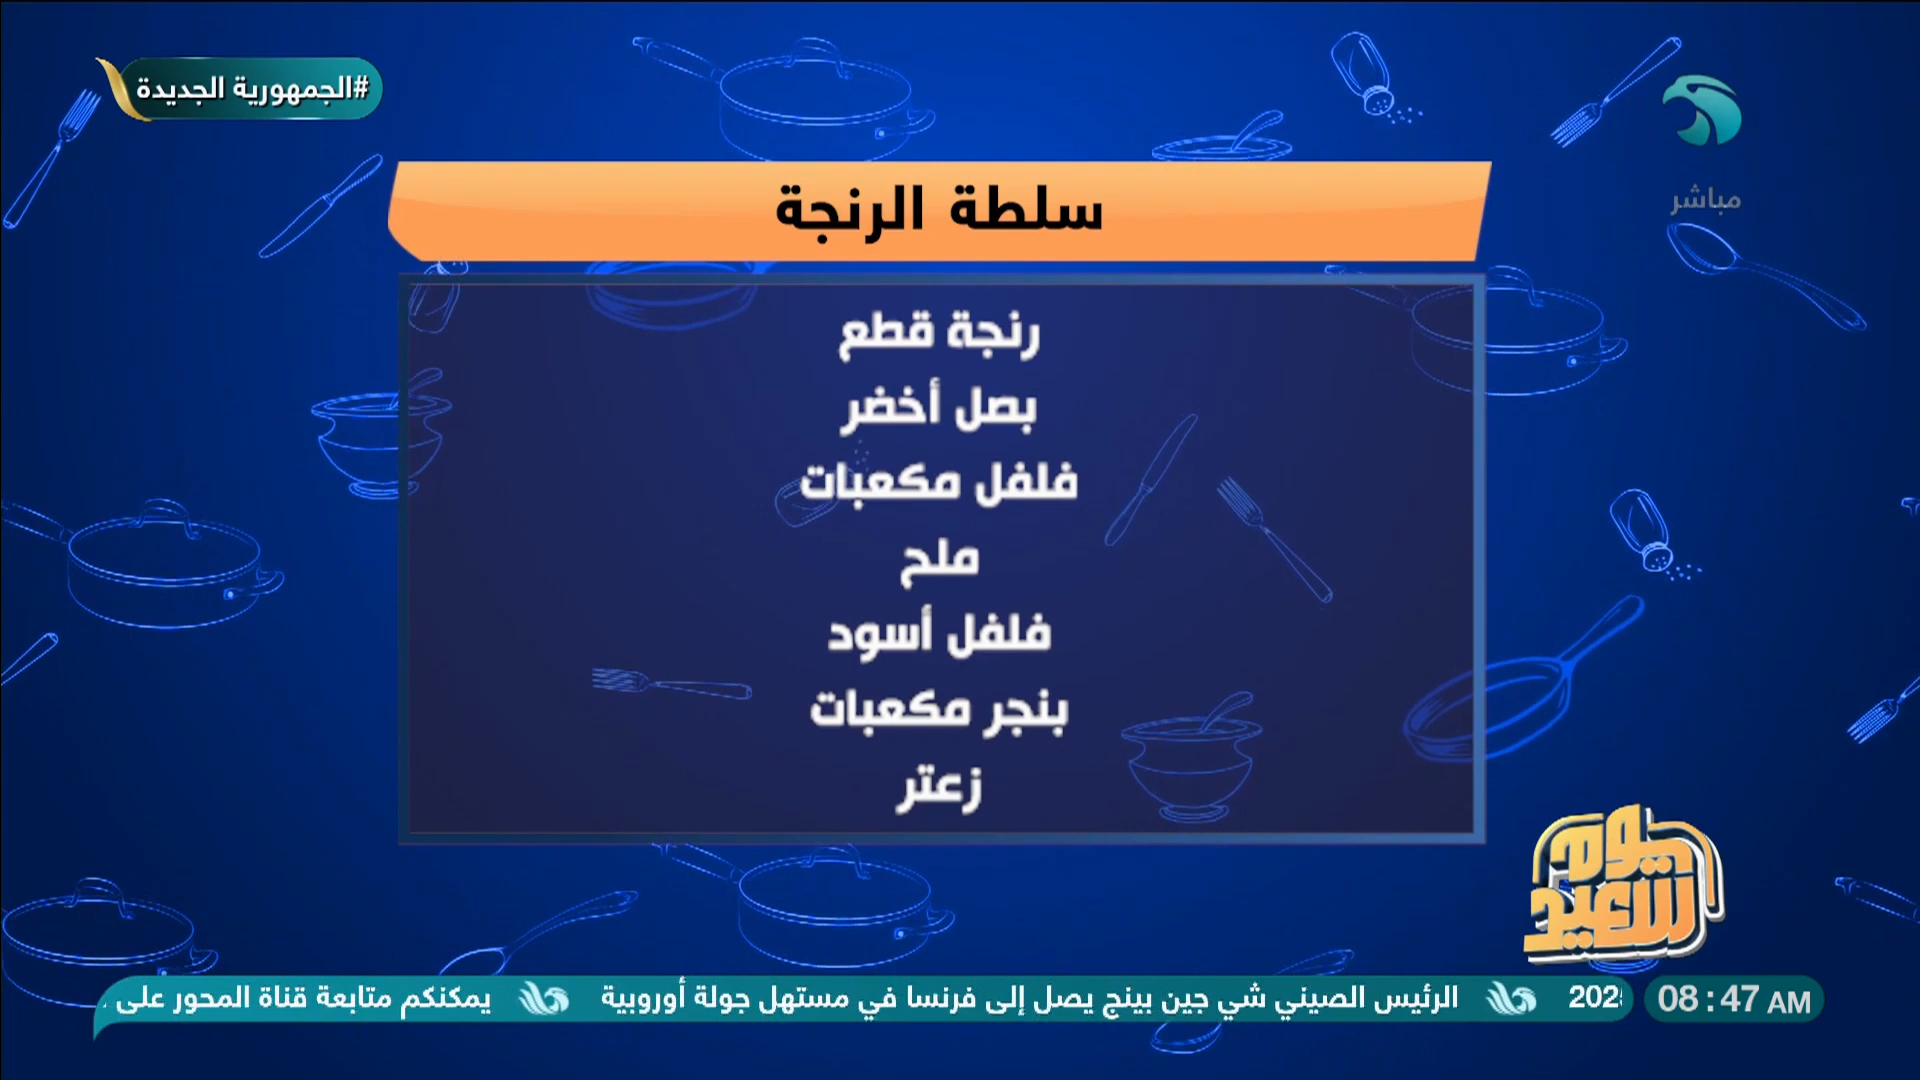 #الجمهورية الجديدة
مباشر
سلطة الرنجة
رنجة قطع
بصل أخضر
فلفل مكعبات
ملح
فلفل أسود
بنجر مكعبات
زعتر
يوم سعيد
الرئيس الصيني شي جين بينج يصل إلى فرنسا في مستهل جولة أوروبية يمكنكم متابعة قناة المحور على
08:47 AM